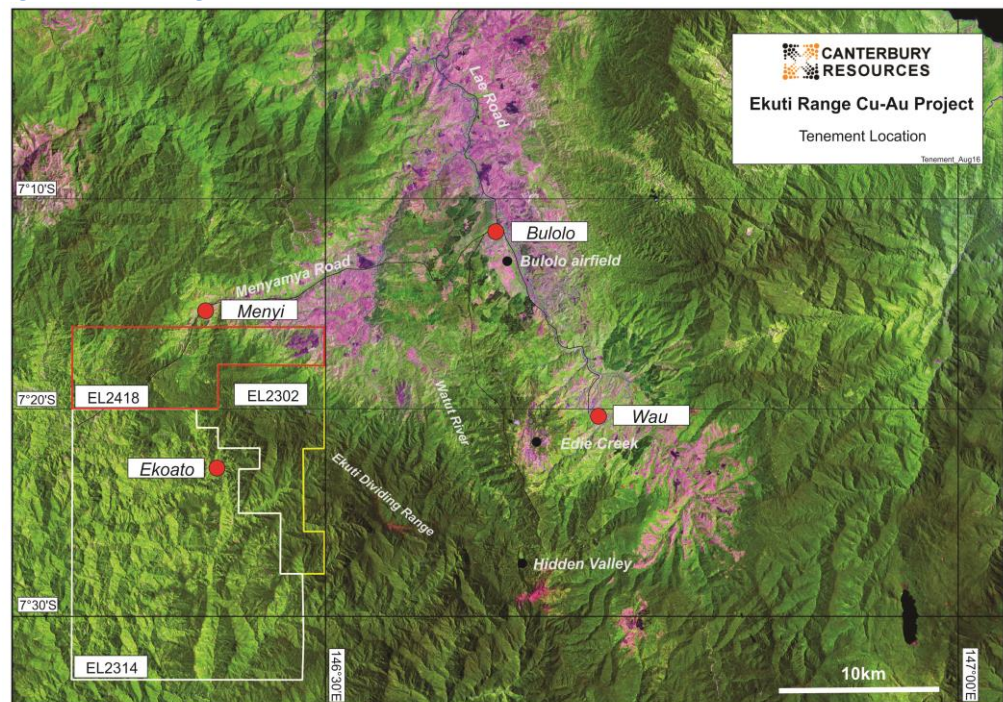 CANTERBURY
RESOURCES
Ekuti Range Cu-Au Project
Tenement Location
Tenement_Aug16
Lae Road
7°10'S
Bulolo
Bulolo airfield
Menyamya Road
Menyi
EL2418
EL2302
7°20'S
Watut River
Wau
Edie Creek
Ekoato
Ekuti Dividing Range
Hidden Valley
7°30'S
EL2314
146°30'E
10km
147°00'E